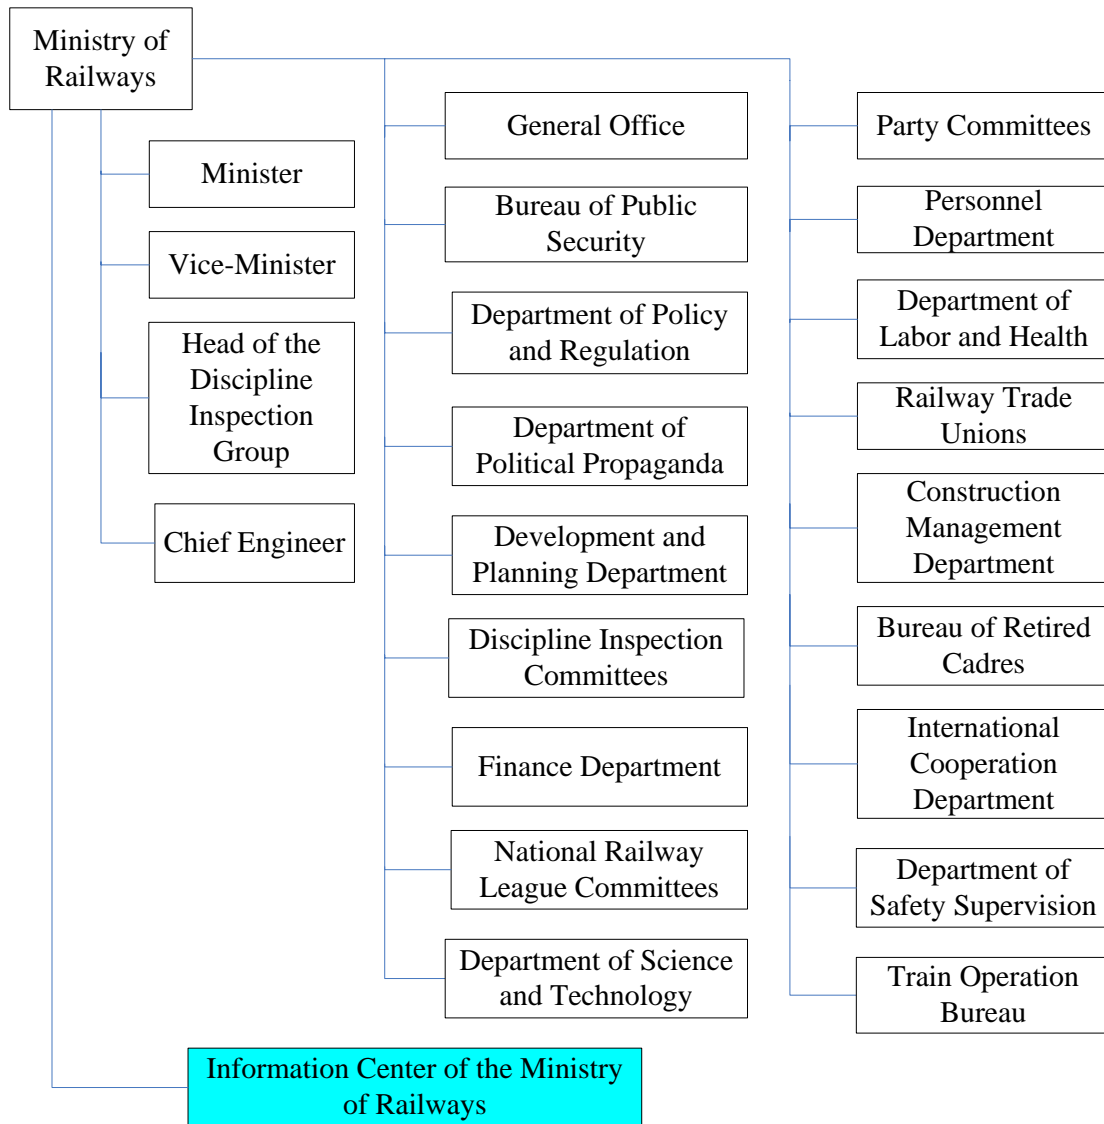 Ministry of
Railways
Minister
Vice-Minister
Head of the
Discipline
Inspection
Group
Chief Engineer
General Office
Bureau of Public
Security
Department of Policy
and Regulation
Department of
Political Propaganda
Development and
Planning Department
Discipline Inspection
Committees
Finance Department
National Railway
League Committees
Department of Science
and Technology
Party Committees
Personnel
Department
Department of
Labor and Health
Railway Trade
Unions
Construction
Management
Department
Bureau of Retired
Cadres
International
Cooperation
Department
Department of
Safety Supervision
Train Operation
Bureau
Information Center of the Ministry
of Railways